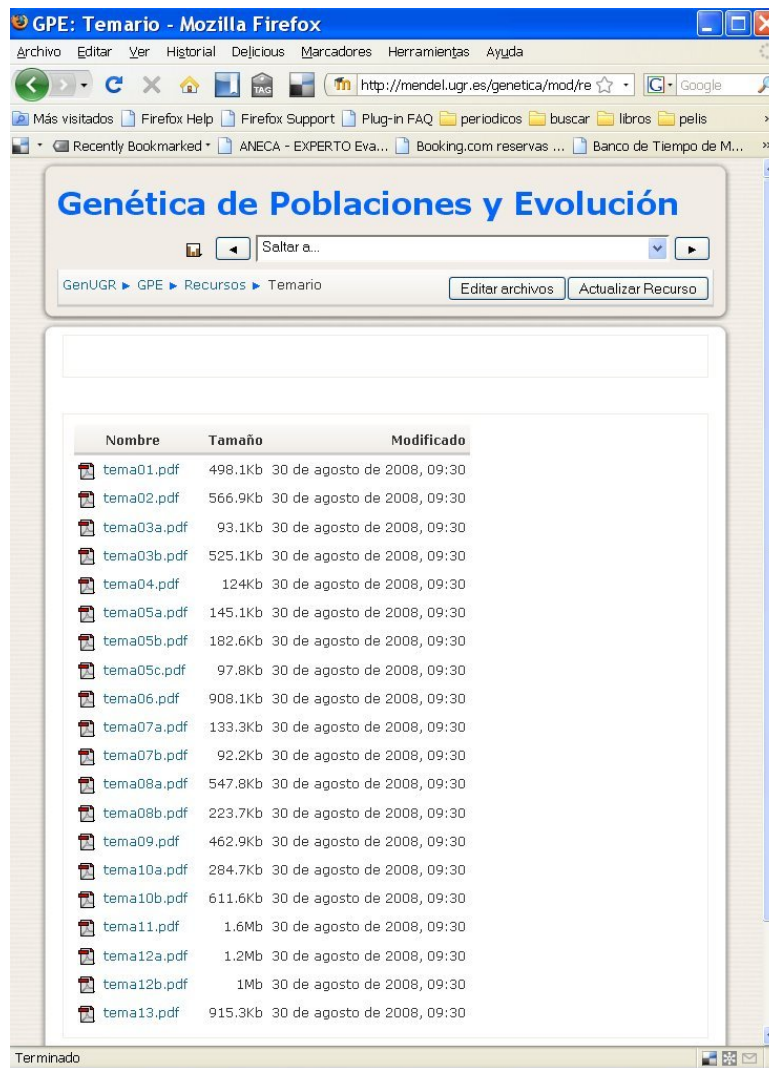 GPE: Temario - Mozilla Firefox
Archivo Editar Ver Historial Delicious Marcadores Herramientas Ayuda
TAG http://mendel.ugr.es/genetica/mod/re G Google
Más visitados Firefox Help Firefox Support Plug-in FAQ periodicos buscar libros pelis
Recently Bookmarked ANECA - EXPERTO Eva... Booking.com reservas ... Banco de Tiempo de M...
Genética de Poblaciones y Evolución
Saltar a...
GenUGR ► GPE ► Recursos ► Temario Editar archivos Actualizar Recurso
Nombre Tamaño Modificado
tema01.pdf 498.1Kb 30 de agosto de 2008, 09:30
tema02.pdf 566.9Kb 30 de agosto de 2008, 09:30
tema03a.pdf 93.1Kb 30 de agosto de 2008, 09:30
tema03b.pdf 525.1Kb 30 de agosto de 2008, 09:30
tema04.pdf 124Kb 30 de agosto de 2008, 09:30
tema05a.pdf 145.1Kb 30 de agosto de 2008, 09:30
tema05b.pdf 182.6Kb 30 de agosto de 2008, 09:30
tema05c.pdf 97.8Kb 30 de agosto de 2008, 09:30
tema06.pdf 908.1Kb 30 de agosto de 2008, 09:30
tema07a.pdf 133.3Kb 30 de agosto de 2008, 09:30
tema07b.pdf 92.2Kb 30 de agosto de 2008, 09:30
tema08a.pdf 547.8Kb 30 de agosto de 2008, 09:30
tema08b.pdf 223.7Kb 30 de agosto de 2008, 09:30
tema09.pdf 462.9Kb 30 de agosto de 2008, 09:30
tema10a.pdf 284.7Kb 30 de agosto de 2008, 09:30
tema10b.pdf 611.6Kb 30 de agosto de 2008, 09:30
tema11.pdf 1.6Mb 30 de agosto de 2008, 09:30
tema12a.pdf 1.2Mb 30 de agosto de 2008, 09:30
tema12b.pdf 1Mb 30 de agosto de 2008, 09:30
tema13.pdf 915.3Kb 30 de agosto de 2008, 09:30
Terminado